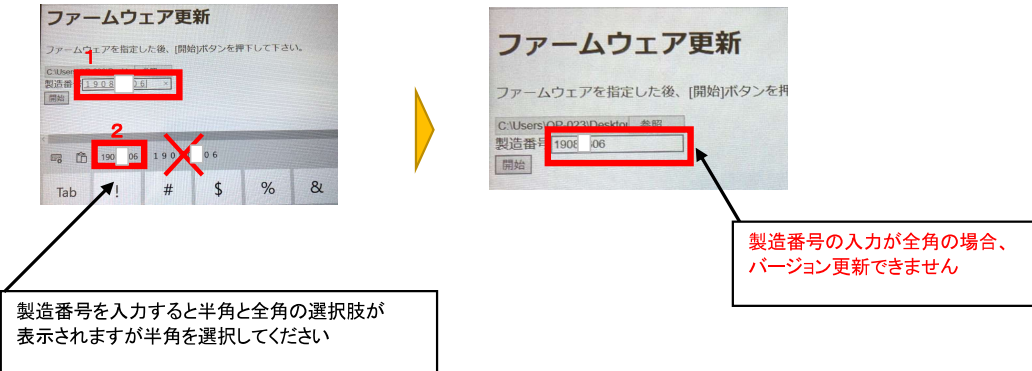 ファームウェア更新
ファームウェアを指定した後、[開始]ボタンを押下して下さい。
1
C:\Users
製造番
１９０８ ０６
開始
2
190 06
１９０ ０６
Tab ! # $ % &
製造番号を入力すると半角と全角の選択肢が
表示されますが半角を選択してください
ファームウェア更新
ファームウェアを指定した後、[開始]ボタンを押
C:\Users\OP-023\Desktop 参照
製造番号 1908 06
開始
製造番号の入力が全角の場合、
バージョン更新できません